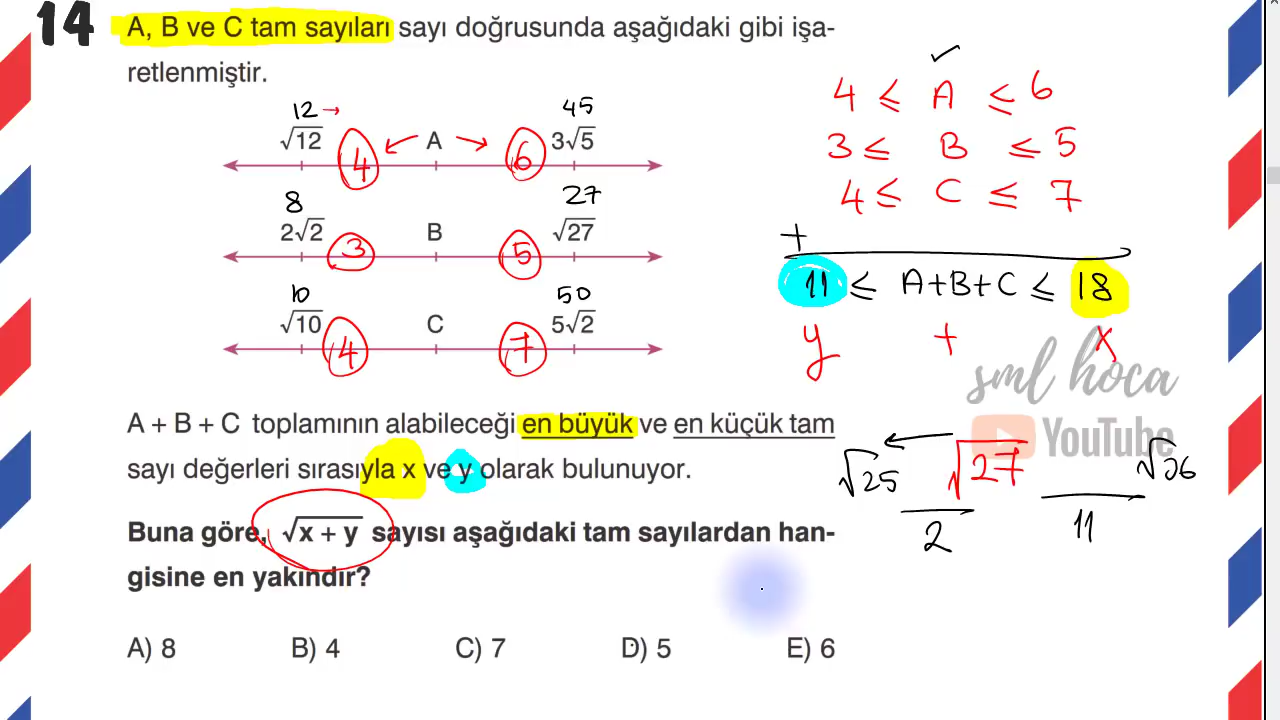 14 A, B ve C tam sayıları sayı doğrusunda aşağıdaki gibi işa-
retlenmiştir.
12 → 45
√12 4 ← A → 6 3√5
8 27
2√2 3 B 5 √27
10 50
√10 4 C 7 5√2
✓
4 ≤ A ≤ 6
3 ≤ B ≤ 5
4 ≤ C ≤ 7
+
11 ≤ A+B+C ≤ 18
y + x
sml hoca
YouTube
√25 ← √27 √36
2 11
A + B + C toplamının alabileceği en büyük ve en küçük tam
sayı değerleri sırasıyla x ve y olarak bulunuyor.
Buna göre, √x + y sayısı aşağıdaki tam sayılardan han-
gisine en yakındır?
A) 8 B) 4 C) 7 D) 5 E) 6